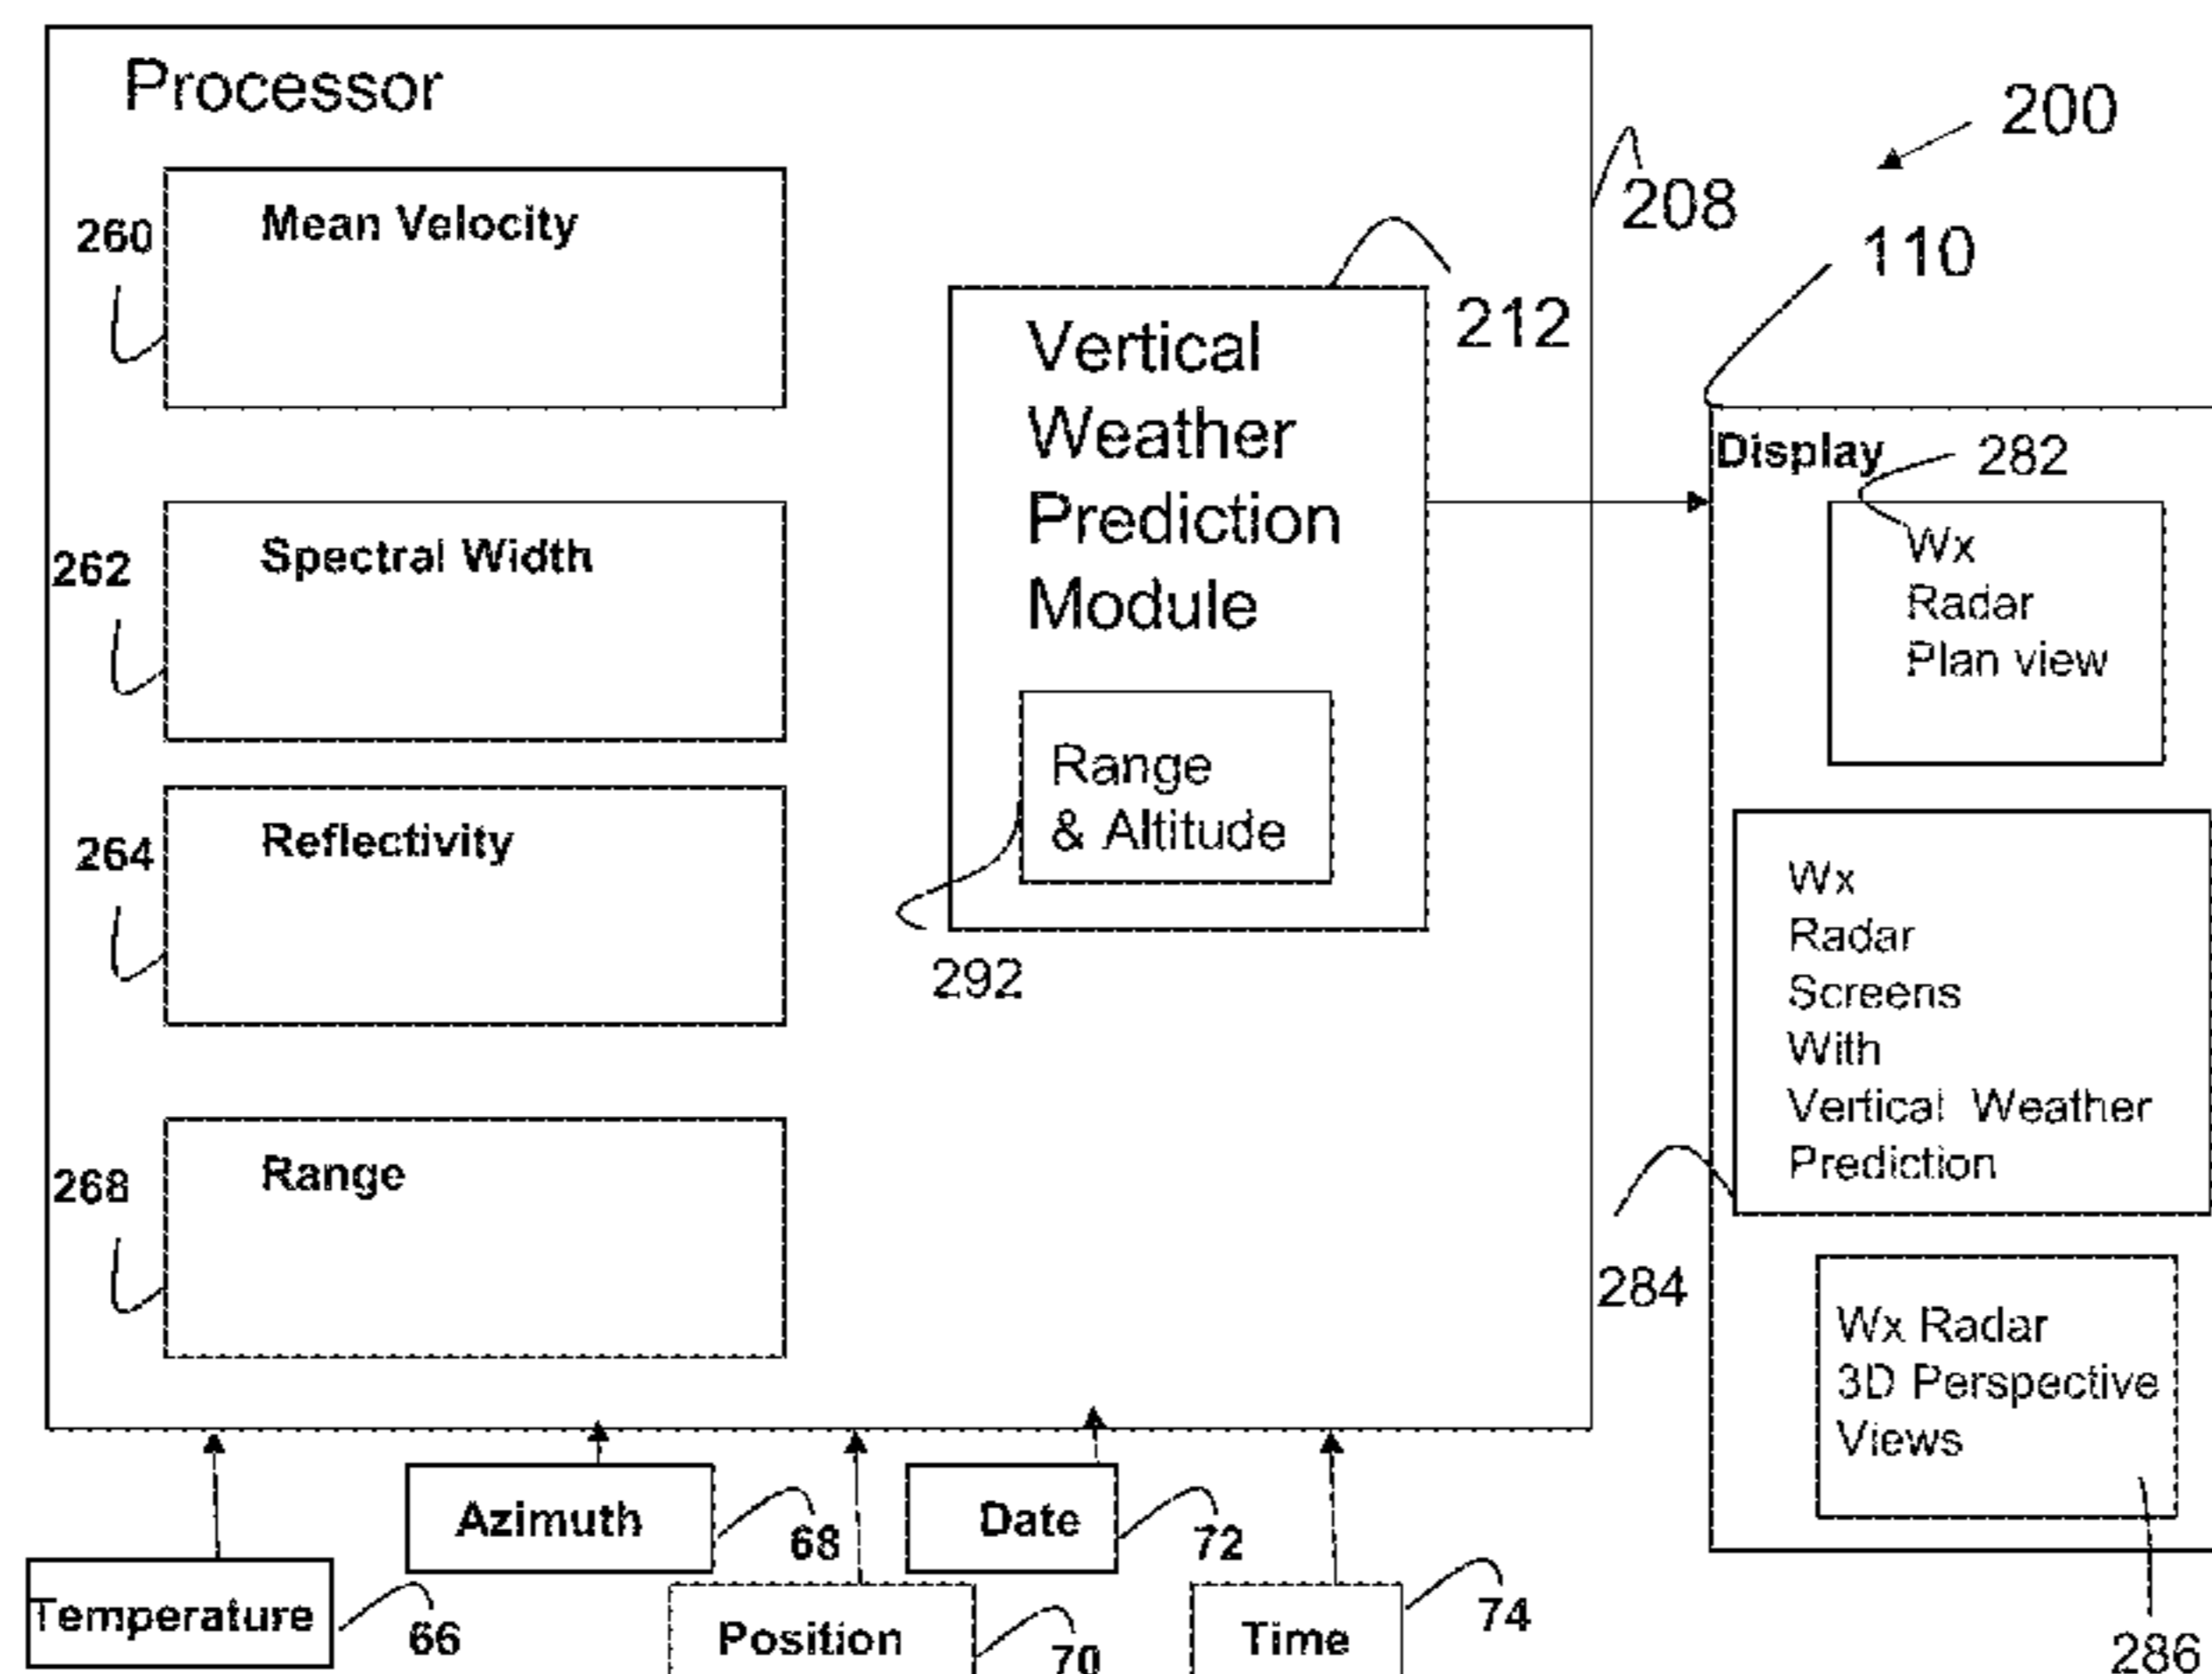 Processor
200
208
110
260
Mean Velocity
212
Vertical
Weather
Prediction
Module
Display
282
Wx
Radar
Plan view
262
Spectral Width
Range
& Altitude
292
264
Reflectivity
Wx
Radar
Screens
With
Vertical Weather
Prediction
284
268
Range
Wx Radar
3D Perspective
Views
286
Temperature
66
Azimuth
68
Position
70
Date
72
Time
74